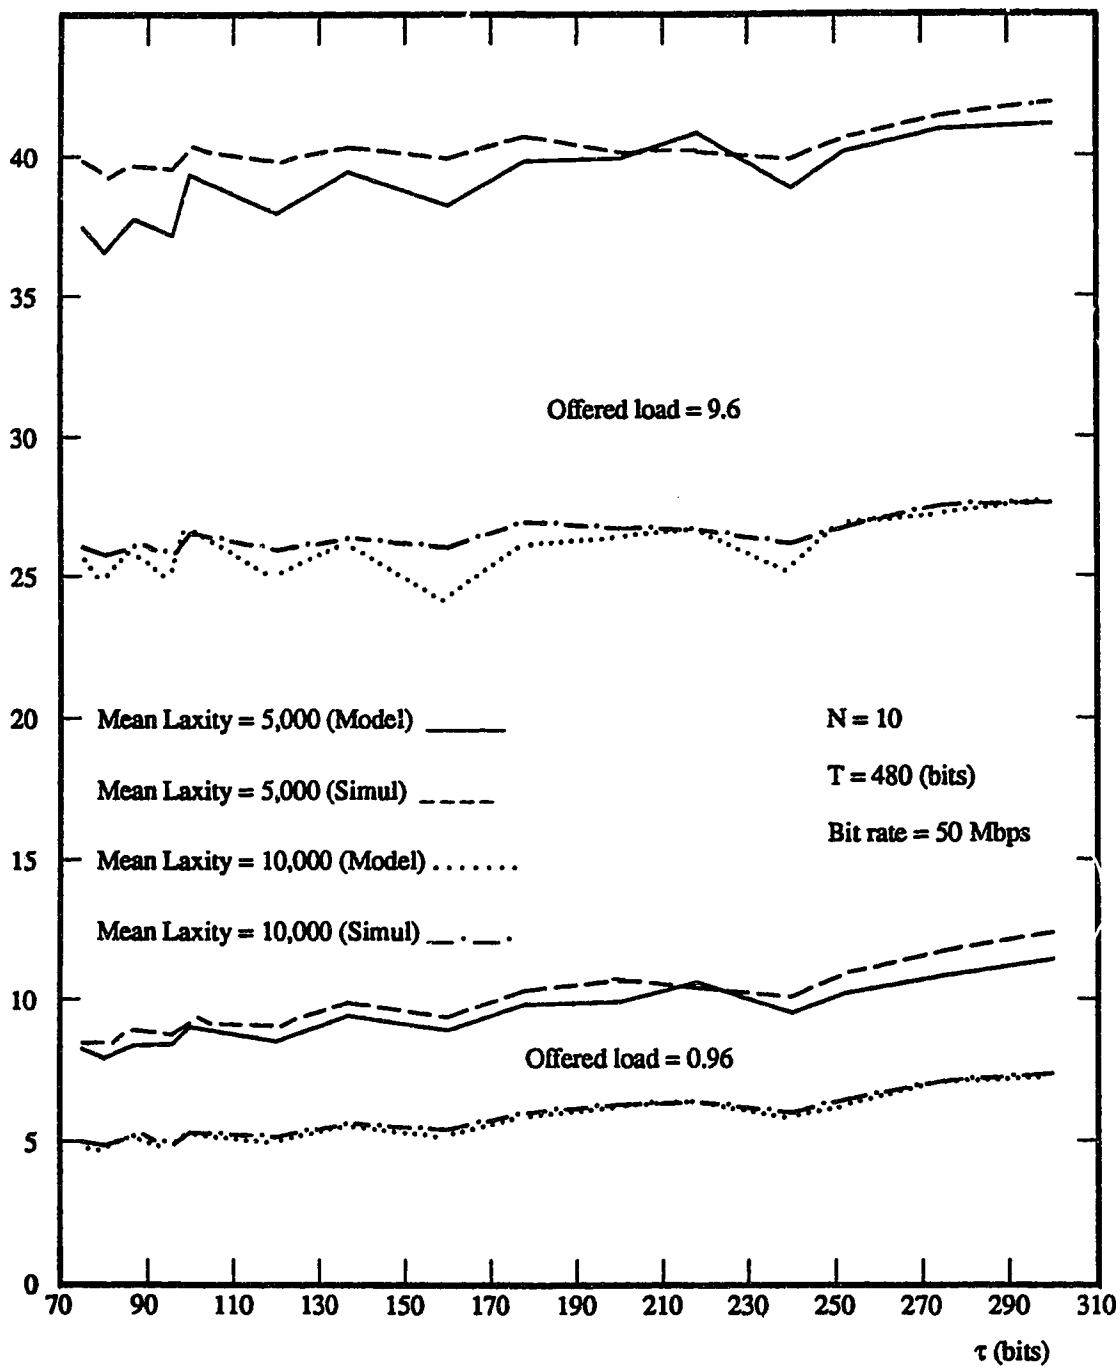 40
35
Offered load = 9.6
30
25
20
Mean Laxity = 5,000 (Model)
N = 10
Mean Laxity = 5,000 (Simul)
T = 480 (bits)
Bit rate = 50 Mbps
15
Mean Laxity = 10,000 (Model)
Mean Laxity = 10,000 (Simul)
10
Offered load = 0.96
5
0
70 90 110 130 150 170 190 210 230 250 270 290 310
τ (bits)